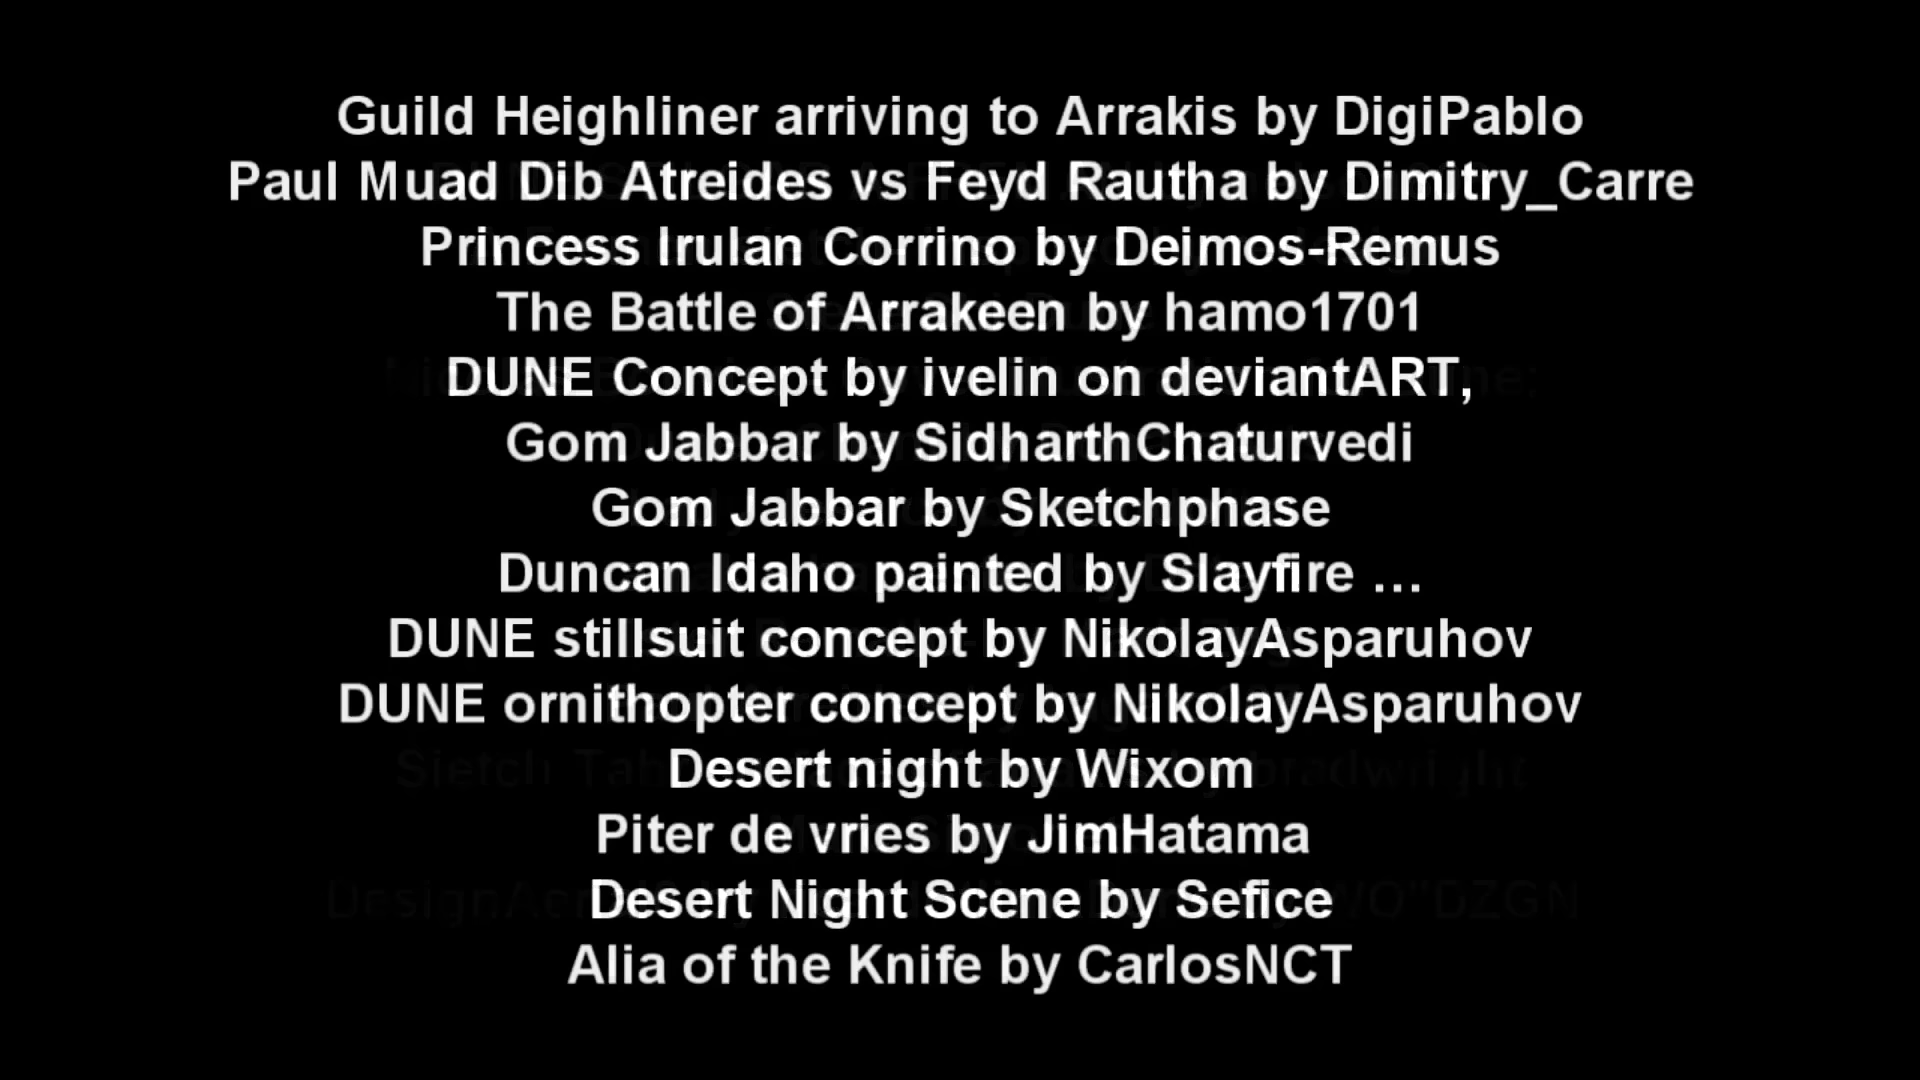 Guild Heighliner arriving to Arrakis by DigiPablo
Paul Muad Dib Atreides vs Feyd Rautha by Dimitry_Carre
Princess Irulan Corrino by Deimos-Remus
The Battle of Arrakeen by hamo1701
DUNE Concept by ivelin on deviantART,
Gom Jabbar by SidharthChaturvedi
Gom Jabbar by Sketchphase
Duncan Idaho painted by Slayfire ...
DUNE stillsuit concept by NikolayAsparuhov
DUNE ornithopter concept by NikolayAsparuhov
Desert night by Wixom
Piter de vries by JimHatama
Desert Night Scene by Sefice
Alia of the Knife by CarlosNCT